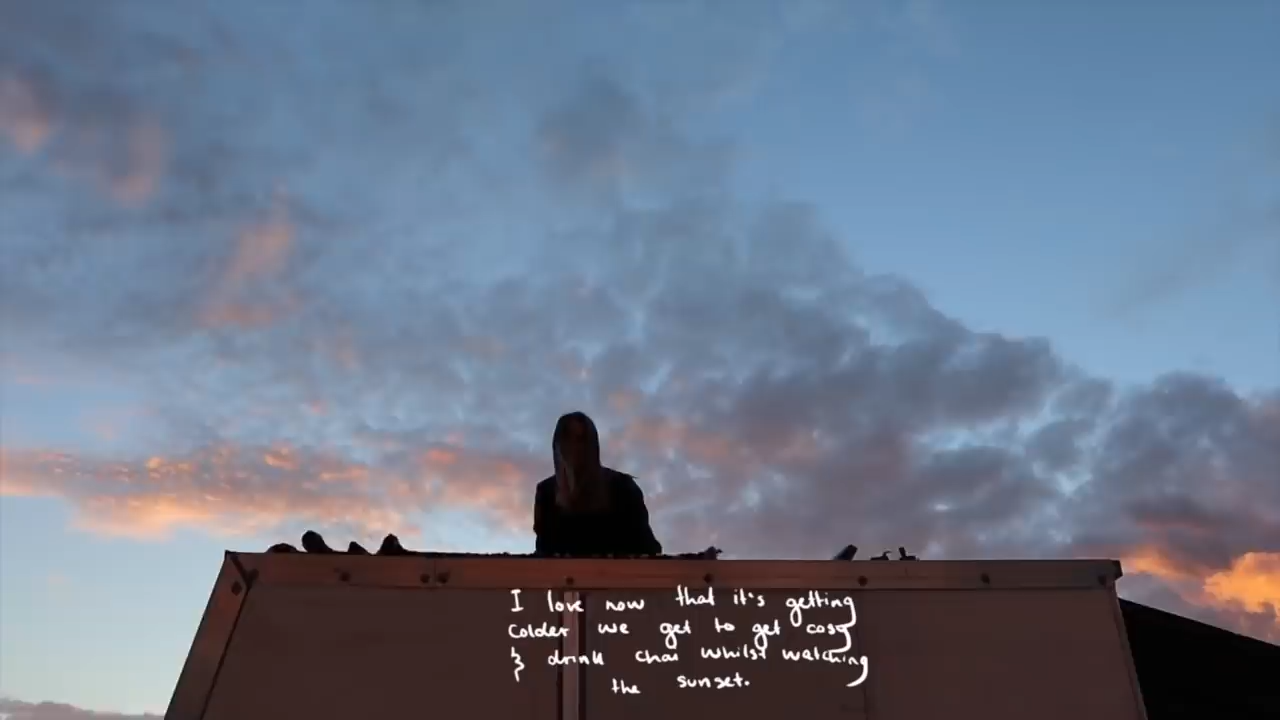 I love now that it's getting
colder we get to get cosy
& drink chai whilst watching
the sunset.